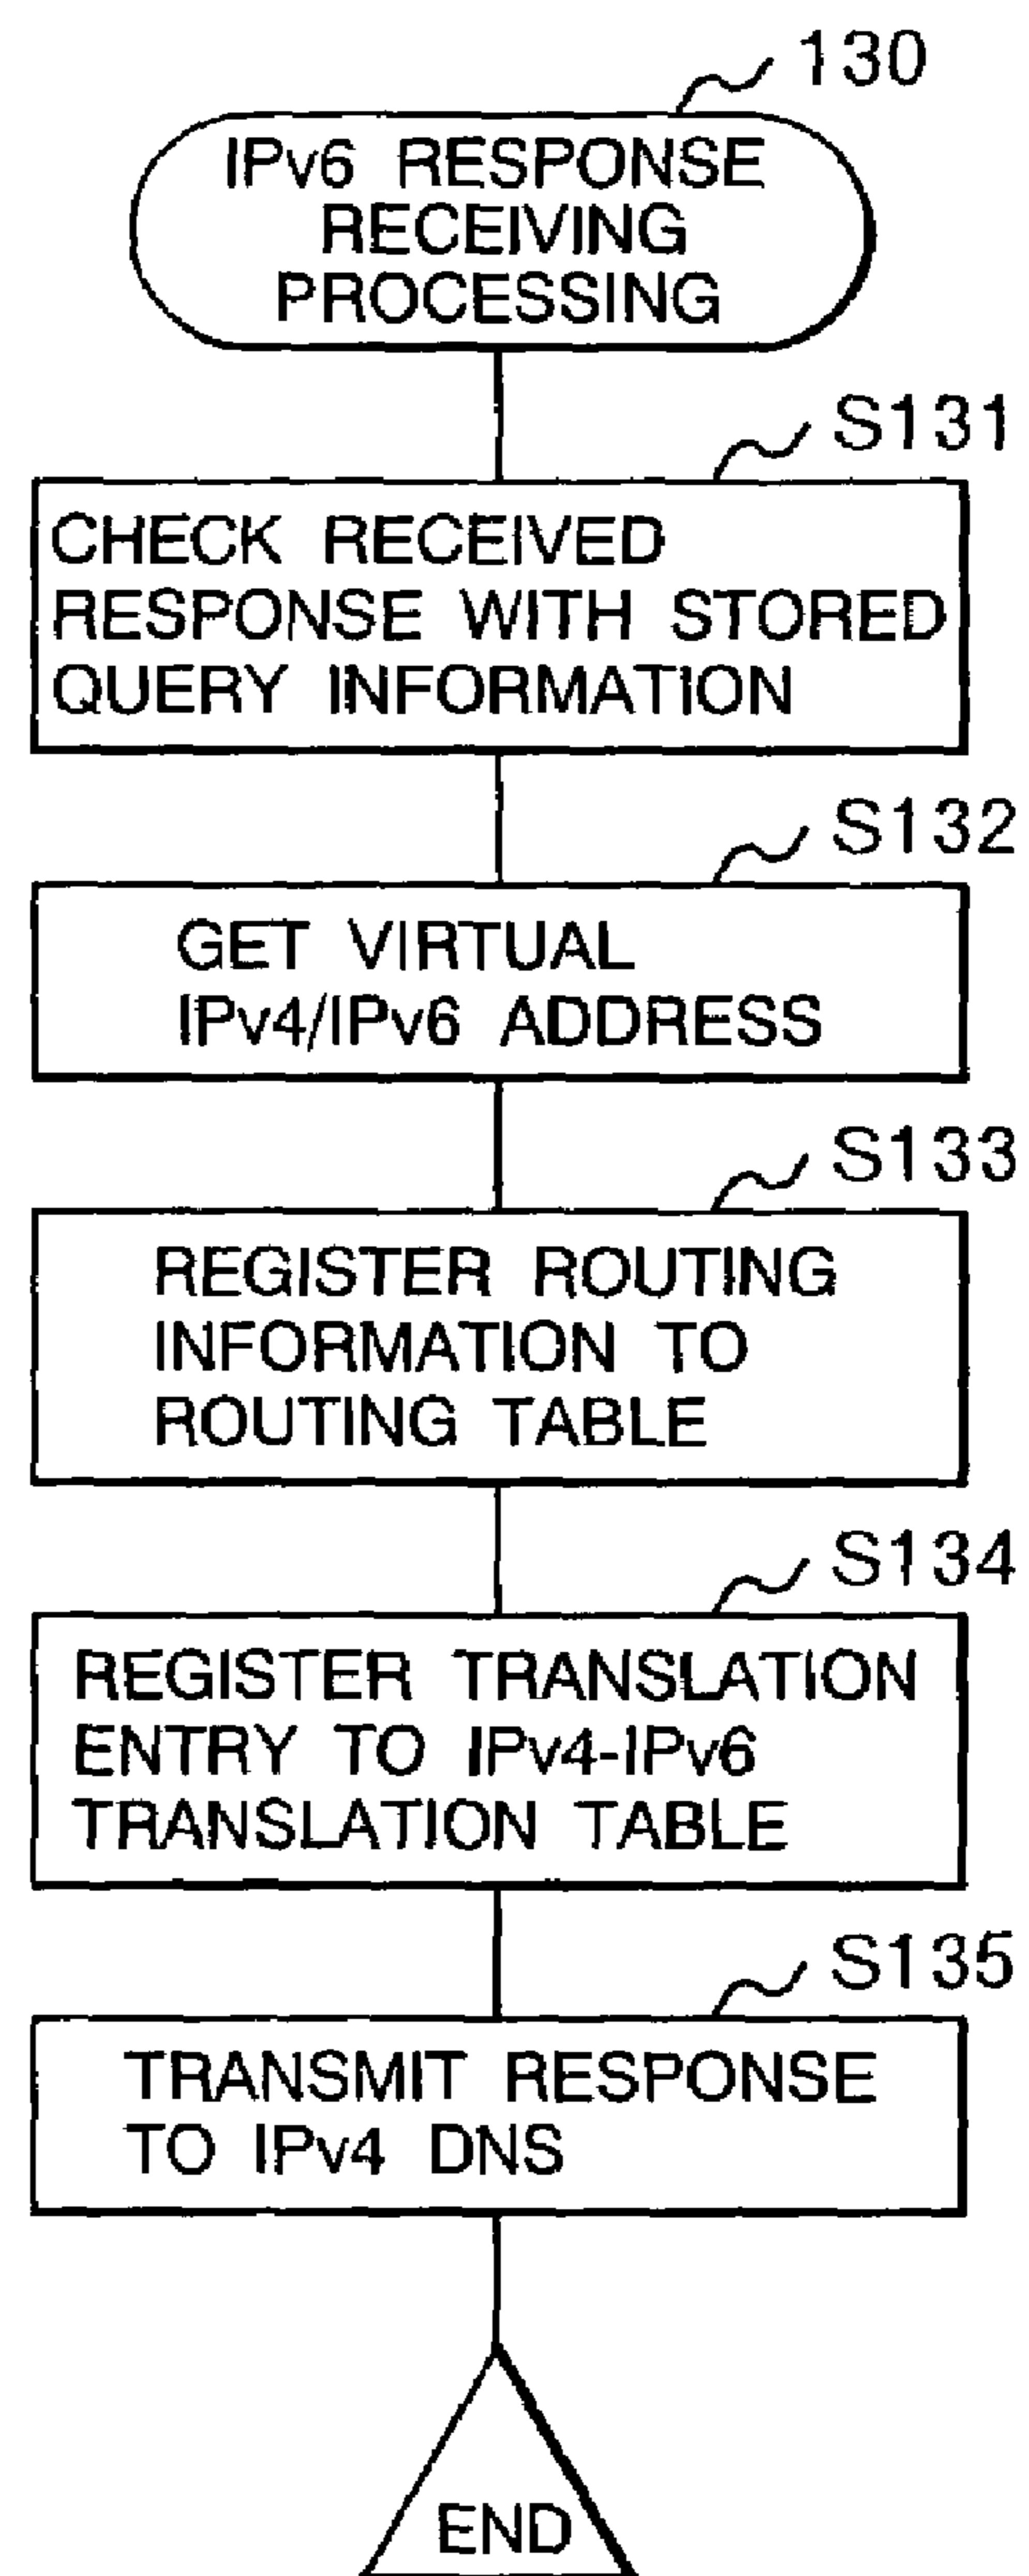 130
IPv6 RESPONSE
RECEIVING
PROCESSING
S131
CHECK RECEIVED
RESPONSE WITH STORED
QUERY INFORMATION
S132
GET VIRTUAL
IPv4/IPv6 ADDRESS
S133
REGISTER ROUTING
INFORMATION TO
ROUTING TABLE
S134
REGISTER TRANSLATION
ENTRY TO IPv4-IPv6
TRANSLATION TABLE
S135
TRANSMIT RESPONSE
TO IPv4 DNS
END